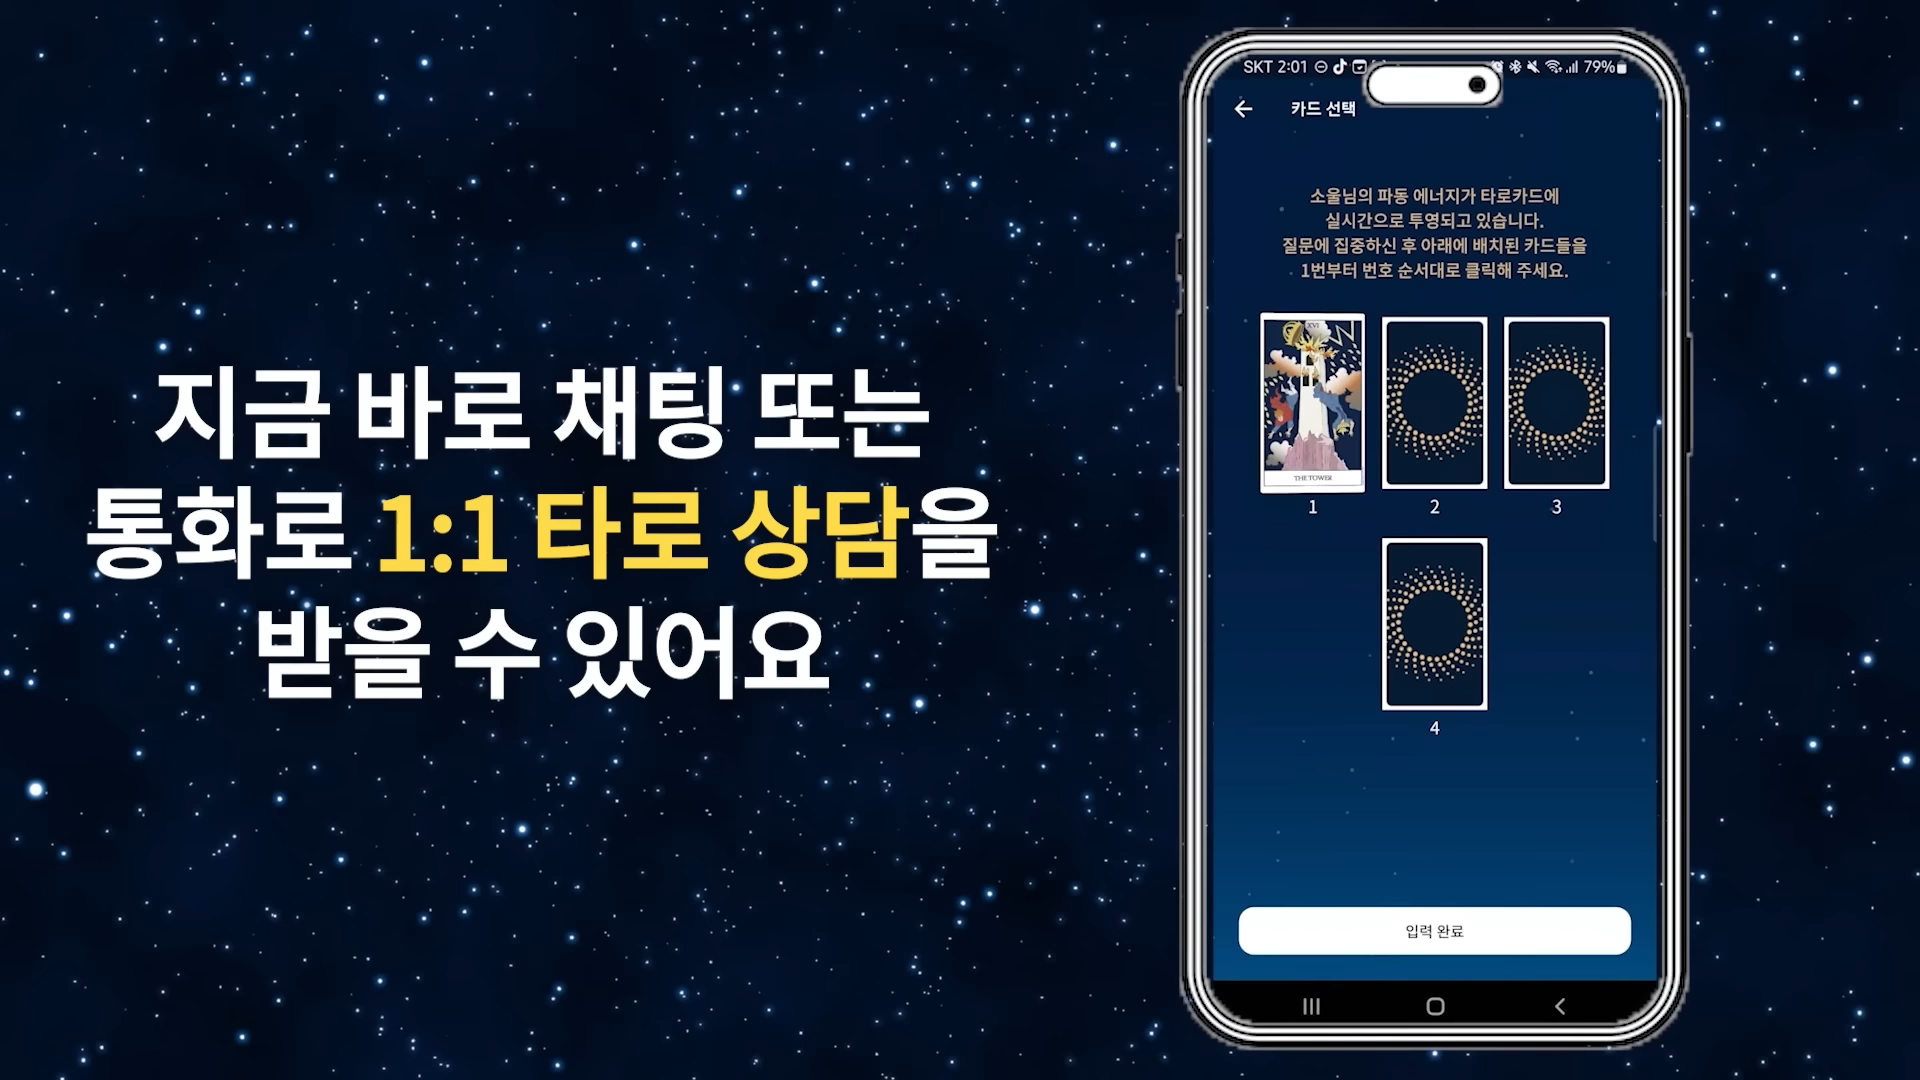 지금 바로 채팅 또는
통화로 1:1 타로 상담을
받을 수 있어요
SKT 2:01
79%
카드 선택
소울님의 파동 에너지가 타로카드에
실시간으로 투영되고 있습니다.
질문에 집중하신 후 아래에 배치된 카드들을
1번부터 번호 순서대로 클릭해 주세요.
XVI
THE TOWER
1
2
3
4
입력 완료